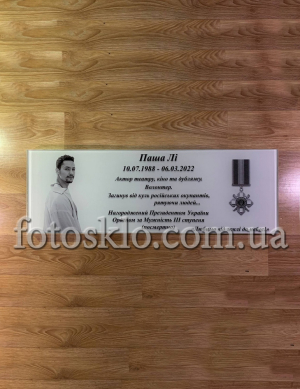 Паша Лі
10.07.1988 - 06.03.2022
Актор театру, кіно та дубляжу.
Волонтер.
Загинув від куль російських окупантів,
рятуючи людей...
Нагороджений Президентом України
Орденом за Мужність III ступеня
(посмертно)
fotosklo.com.ua